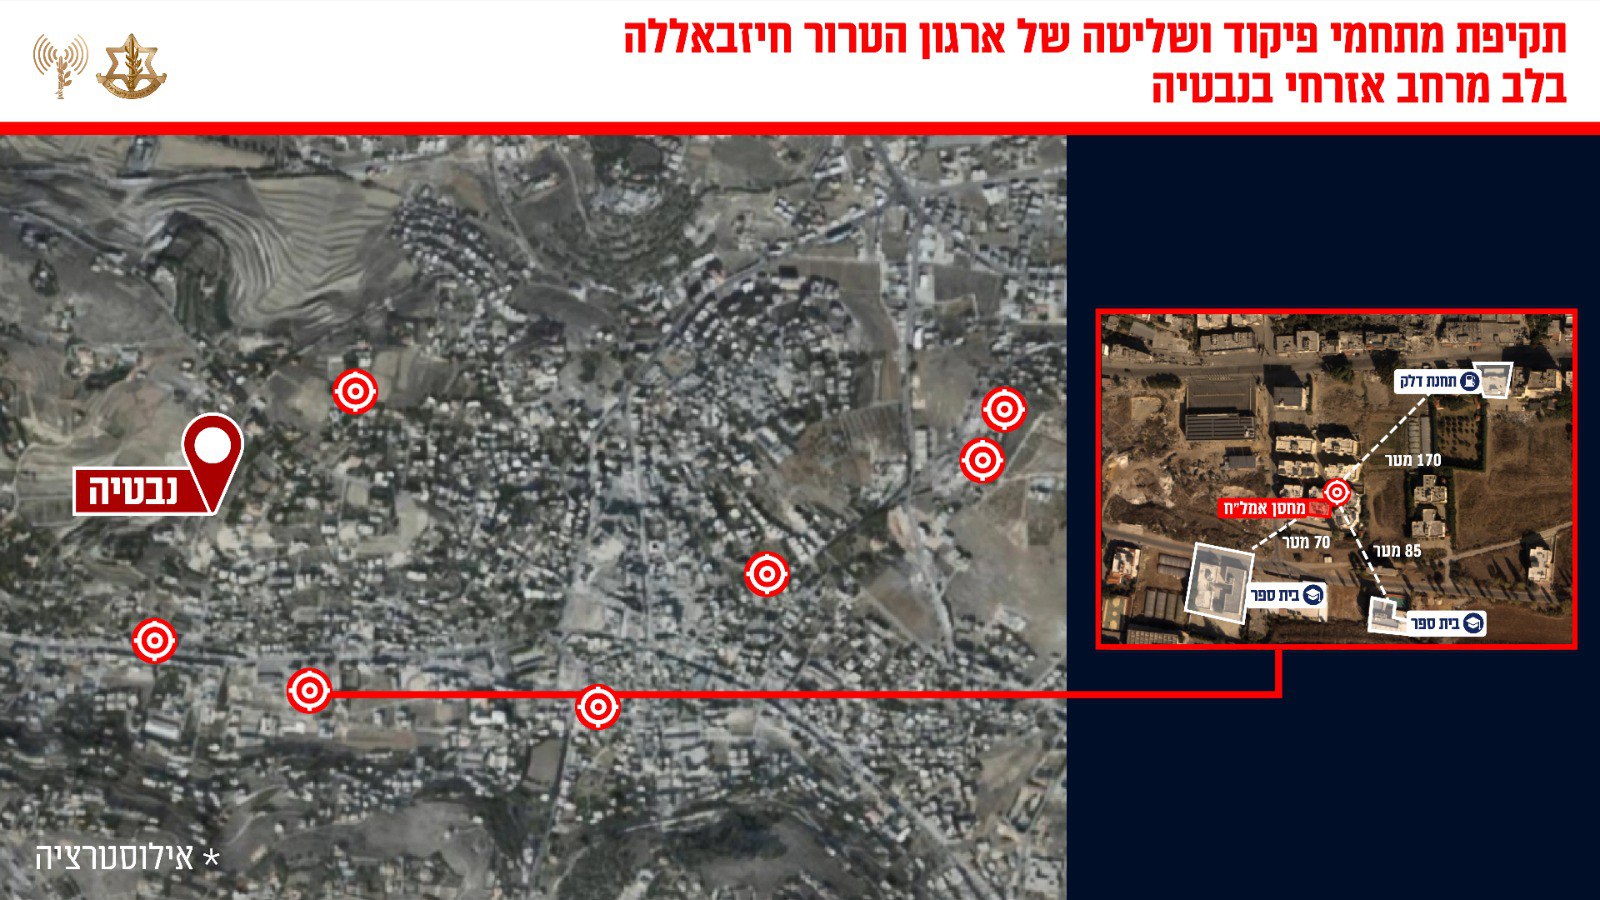 תקיפת מתחמי פיקוד ושליטה של ארגון הטרור חיזבאללה
בלב מרחב אזרחי בנבטיה
נבטיה
תחנת דלק
170 מטר
מחסן אמל"ח
70 מטר
85 מטר
בית ספר
בית ספר
* אילוסטרציה